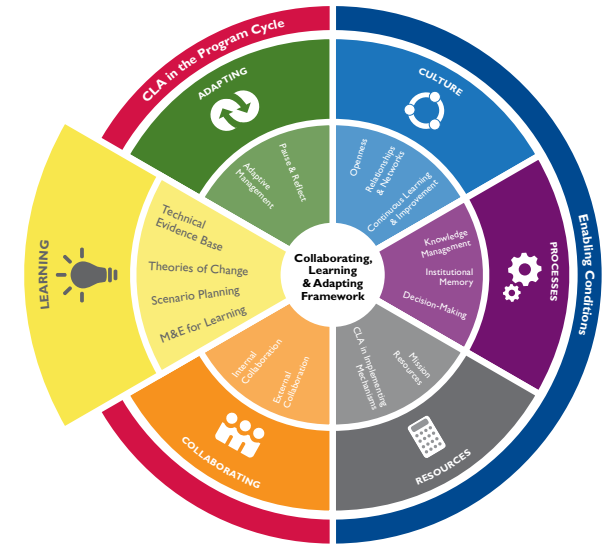 CLA in the Program Cycle
Enabling Conditions
ADAPTING
Adaptive
Management
Pause & Reflect
CULTURE
Openness
Relationships
& Networks
Continuous Learning
& Improvement
PROCESSES
Knowledge
Management
Institutional
Memory
Decision-Making
RESOURCES
Mission
Resources
CLA in Implementing
Mechanisms
COLLABORATING
Internal
Collaboration
External
Collaboration
LEARNING
Technical
Evidence Base
Theories of Change
Scenario Planning
M&E for Learning
Collaborating,
Learning
& Adapting
Framework